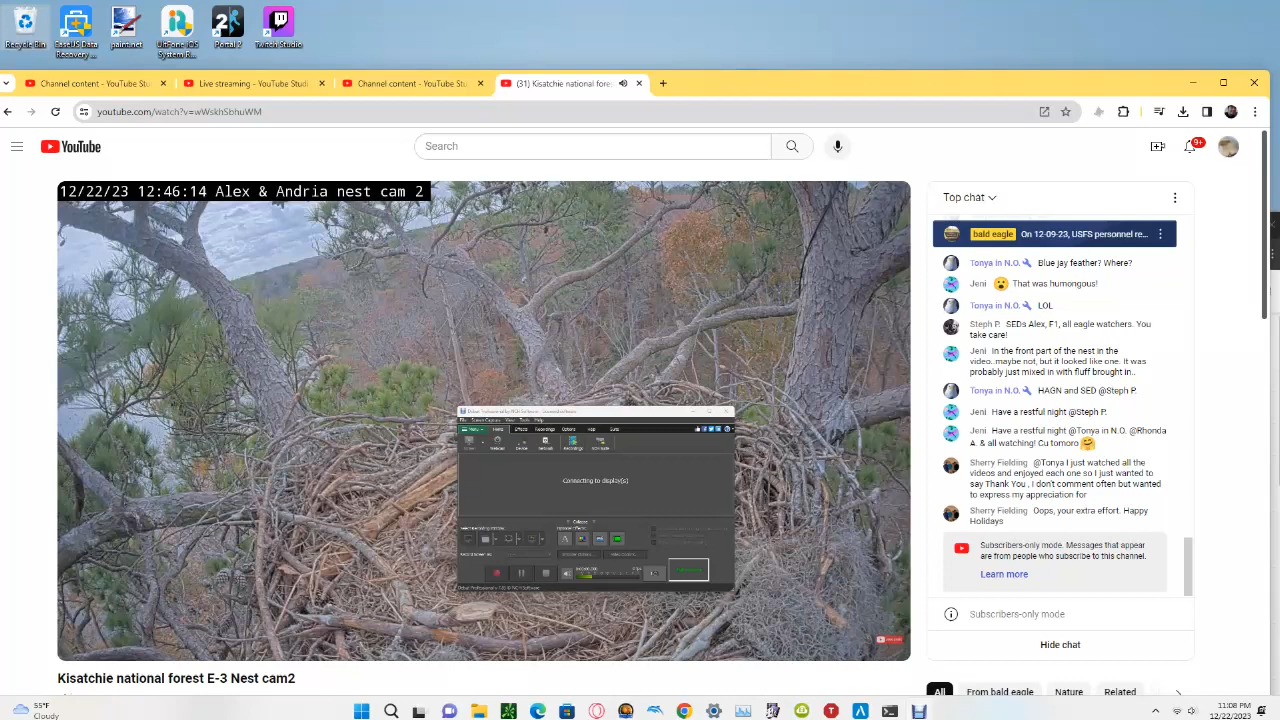 Recycle Bin
EaseUS Data Recovery ...
paint.net
UltFone iOS System R...
Portal 2
Twitch Studio
Channel content - YouTube Stu
Live streaming - YouTube Studi
Channel content - YouTube Stu
(31) Kisatchie national fores
youtube.com/watch?v=wWskhSbhuWM
YouTube
Search
9+
12/22/23 12:46:14 Alex & Andria nest cam 2
Connecting to display(s)
Kisatchie national forest E-3 Nest cam2
Top chat
bald eagle On 12-09-23, USFS personnel re...
Tonya in N.O. Blue jay feather? Where?
Jeni That was humongous!
Tonya in N.O. LOL
Steph P. SEDs Alex, F1, all eagle watchers. You
take care!
Jeni In the front part of the nest in the
video..maybe not, but it looked like one. It was
probably just mixed in with fluff brought in..
Tonya in N.O. HAGN and SED @Steph P.
Jeni Have a restful night @Steph P.
Jeni Have a restful night @Tonya in N.O. @Rhonda
A. & all watching! Cu tomoro
Sherry Fielding @Tonya I just watched all the
videos and enjoyed each one so I just wanted to
say Thank You , I don't comment often but wanted
to express my appreciation for
Sherry Fielding Oops, your extra effort. Happy
Holidays
Subscribers-only mode. Messages that appear
are from people who subscribe to this channel.
Learn more
Subscribers-only mode
Hide chat
All From bald eagle Nature Related
55°F
Cloudy
11:08 PM
12/22/2023